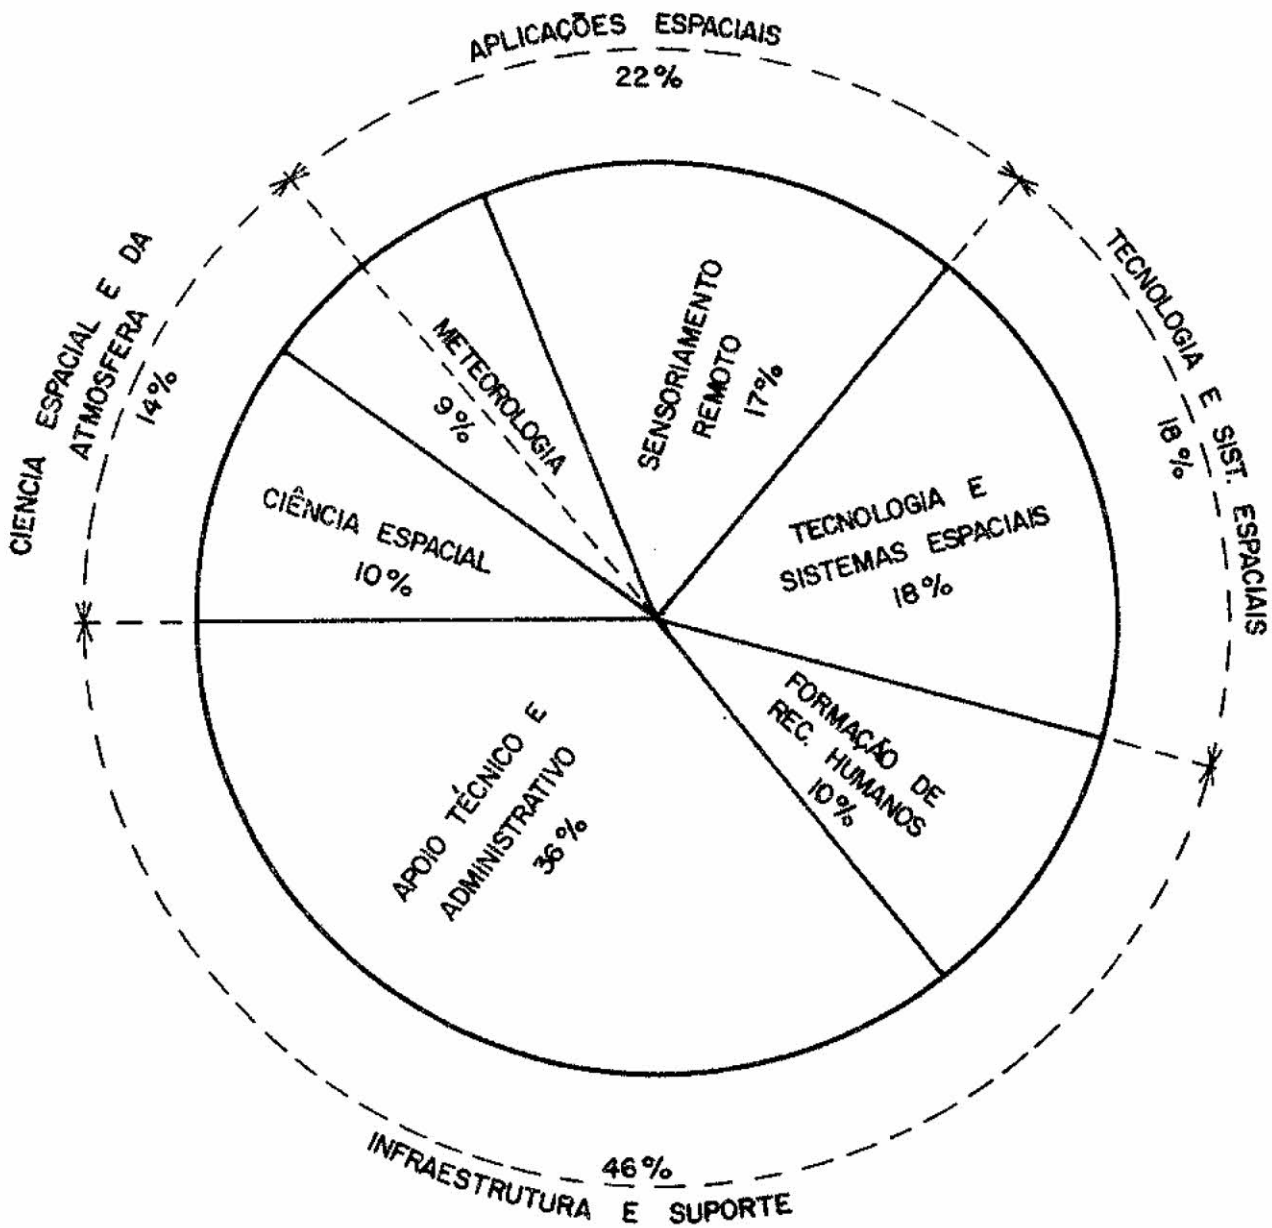 APLICAÇÕES ESPACIAIS
22%
CIENCIA ESPACIAL E DA
ATMOSFERA
14%
TECNOLOGIA E SIST. ESPACIAIS
18%
METEOROLOGIA
9%
SENSORIAMENTO
REMOTO
17%
CIÊNCIA ESPACIAL
10%
TECNOLOGIA E
SISTEMAS ESPACIAIS
18%
FORMAÇÃO DE
REC. HUMANOS
10%
APOIO TÉCNICO E
ADMINISTRATIVO
36%
46%
INFRAESTRUTURA E SUPORTE